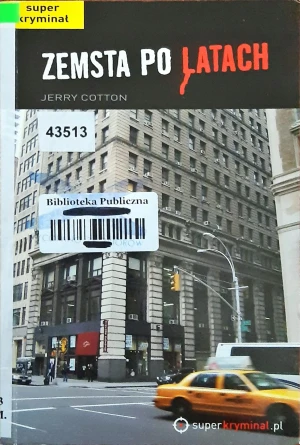 super
kryminał
ZEMSTA PO LATACH
JERRY COTTON
43513
Biblioteka Publiczna
superkryminal.pl